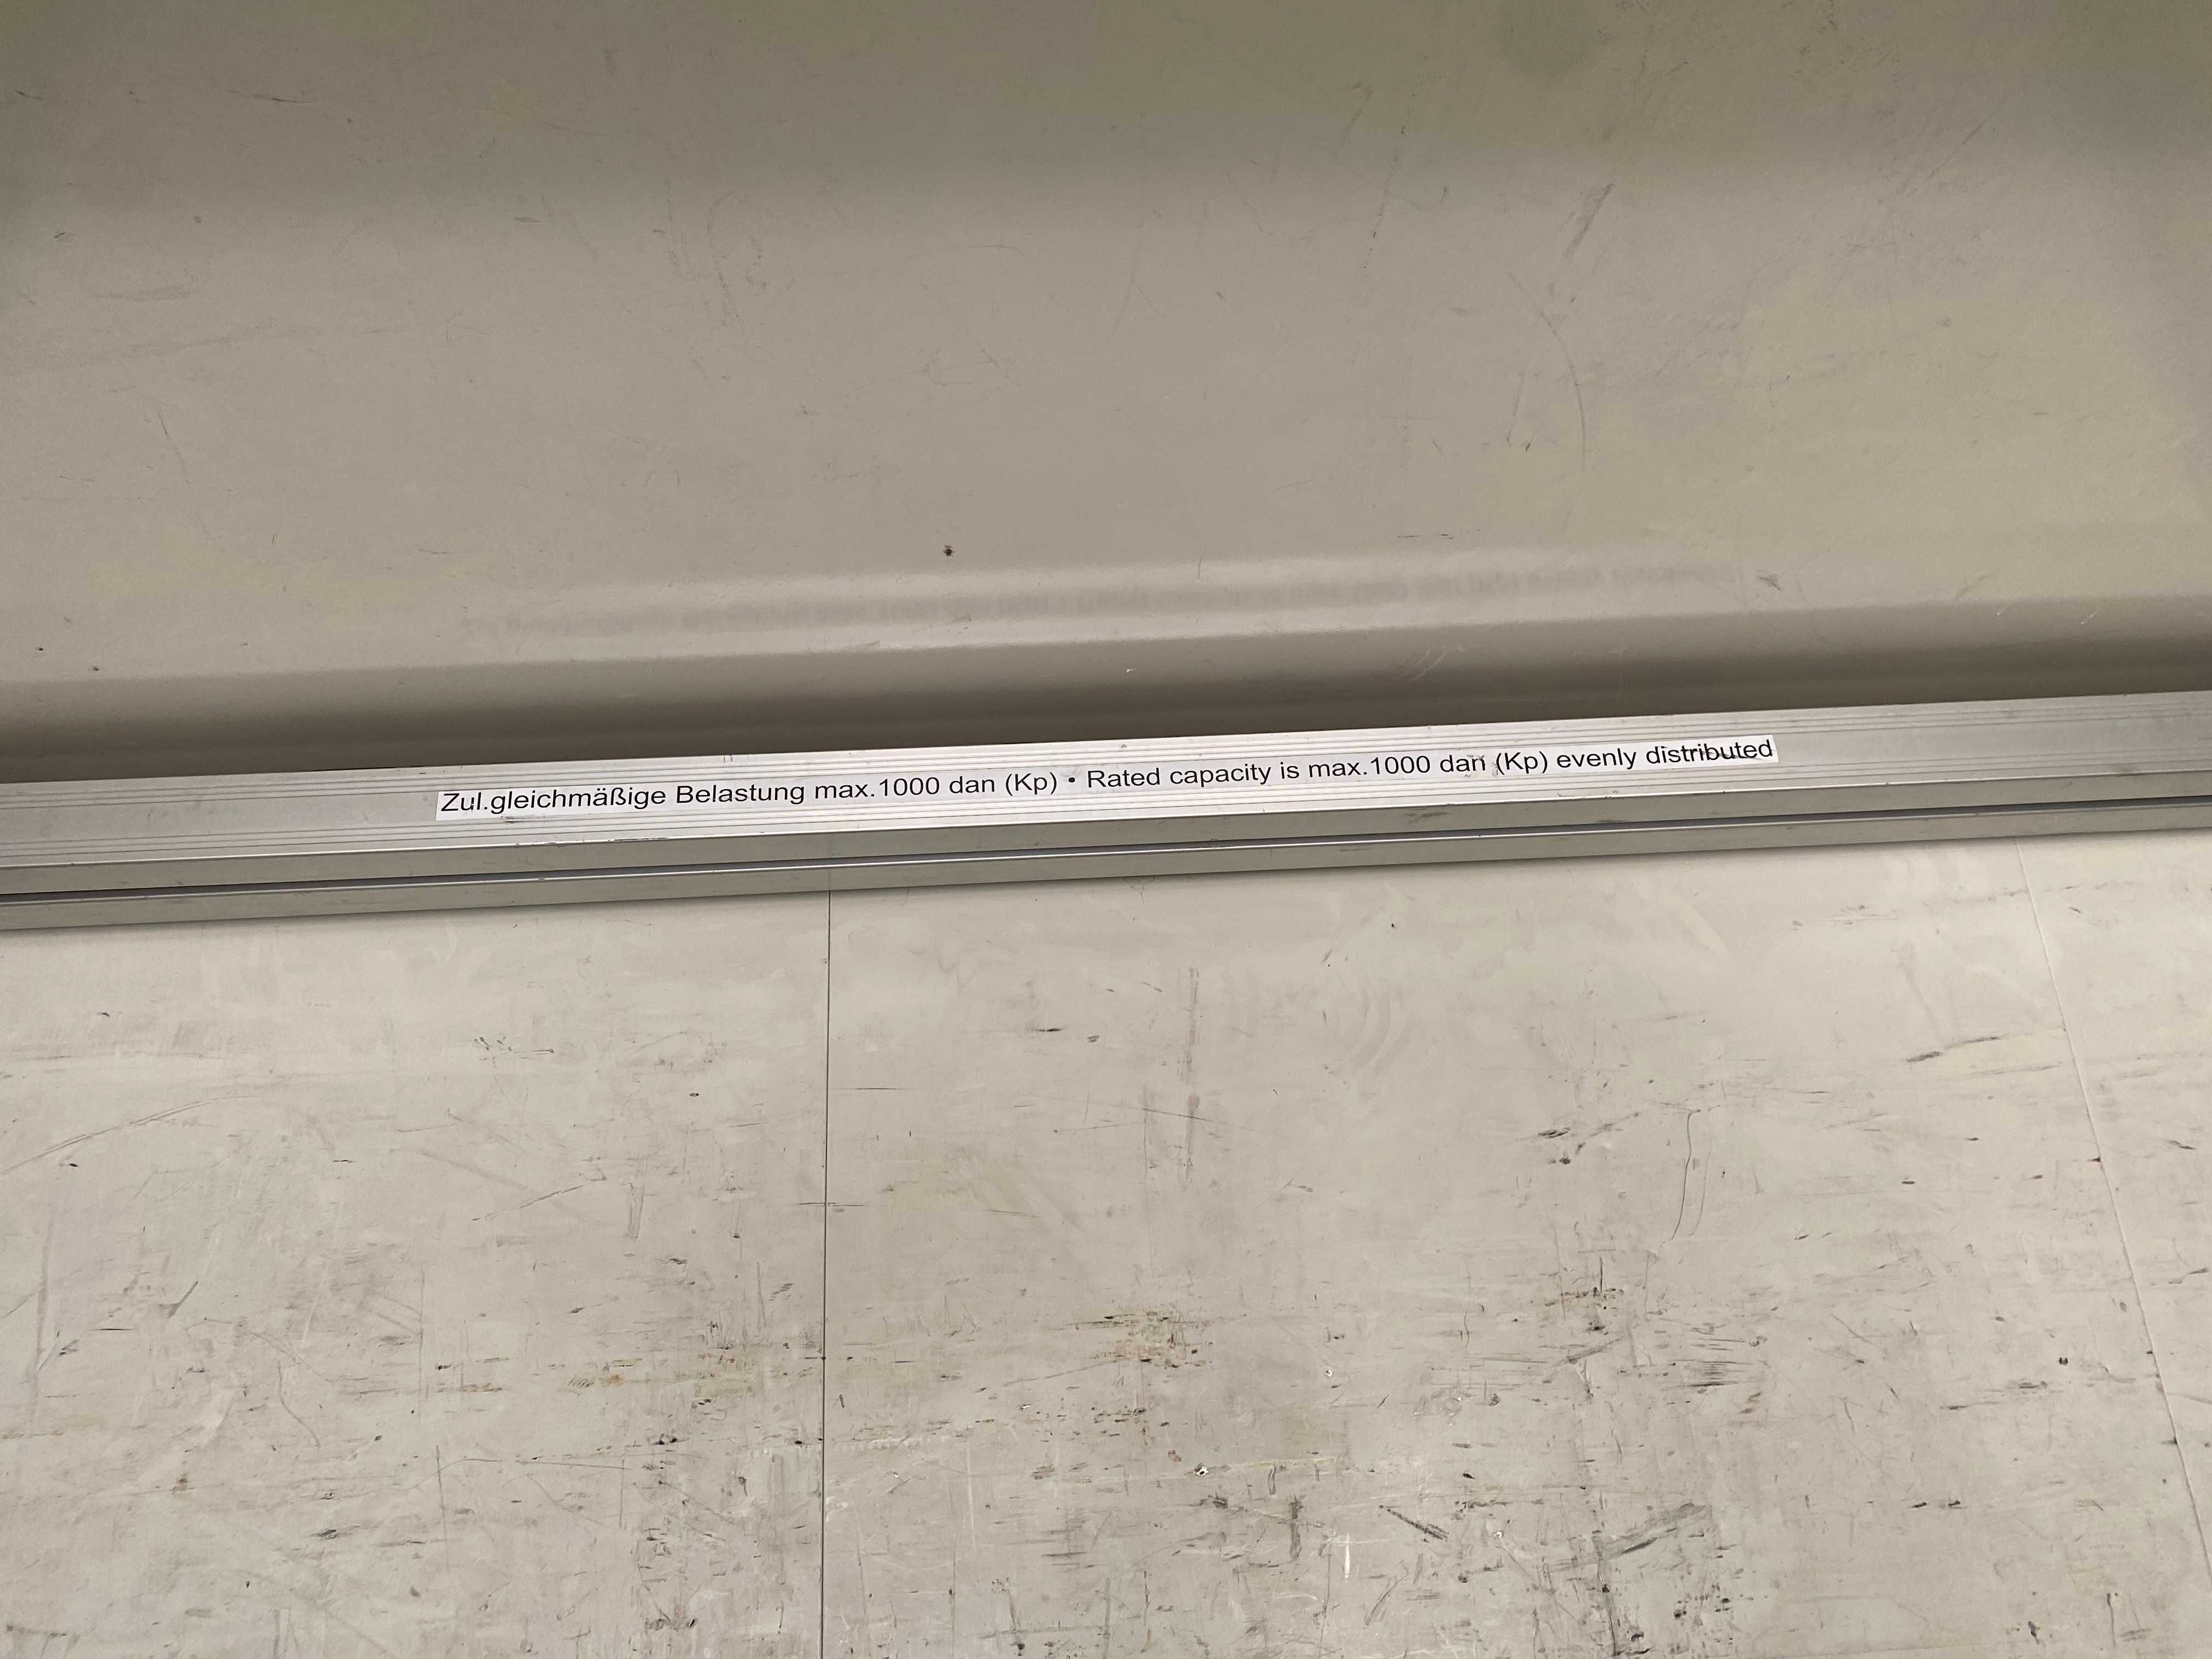 Zul.gleichmäßige Belastung max.1000 dan (Kp) • Rated capacity is max.1000 dan (Kp) evenly distributed